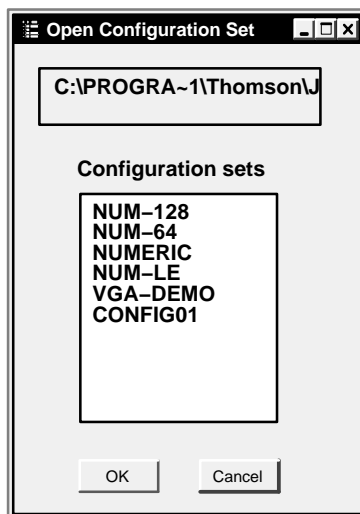 Open Configuration Set
C:\PROGRA~1\Thomson\J
Configuration sets
NUM–128
NUM–64
NUMERIC
NUM–LE
VGA–DEMO
CONFIG01
OK
Cancel